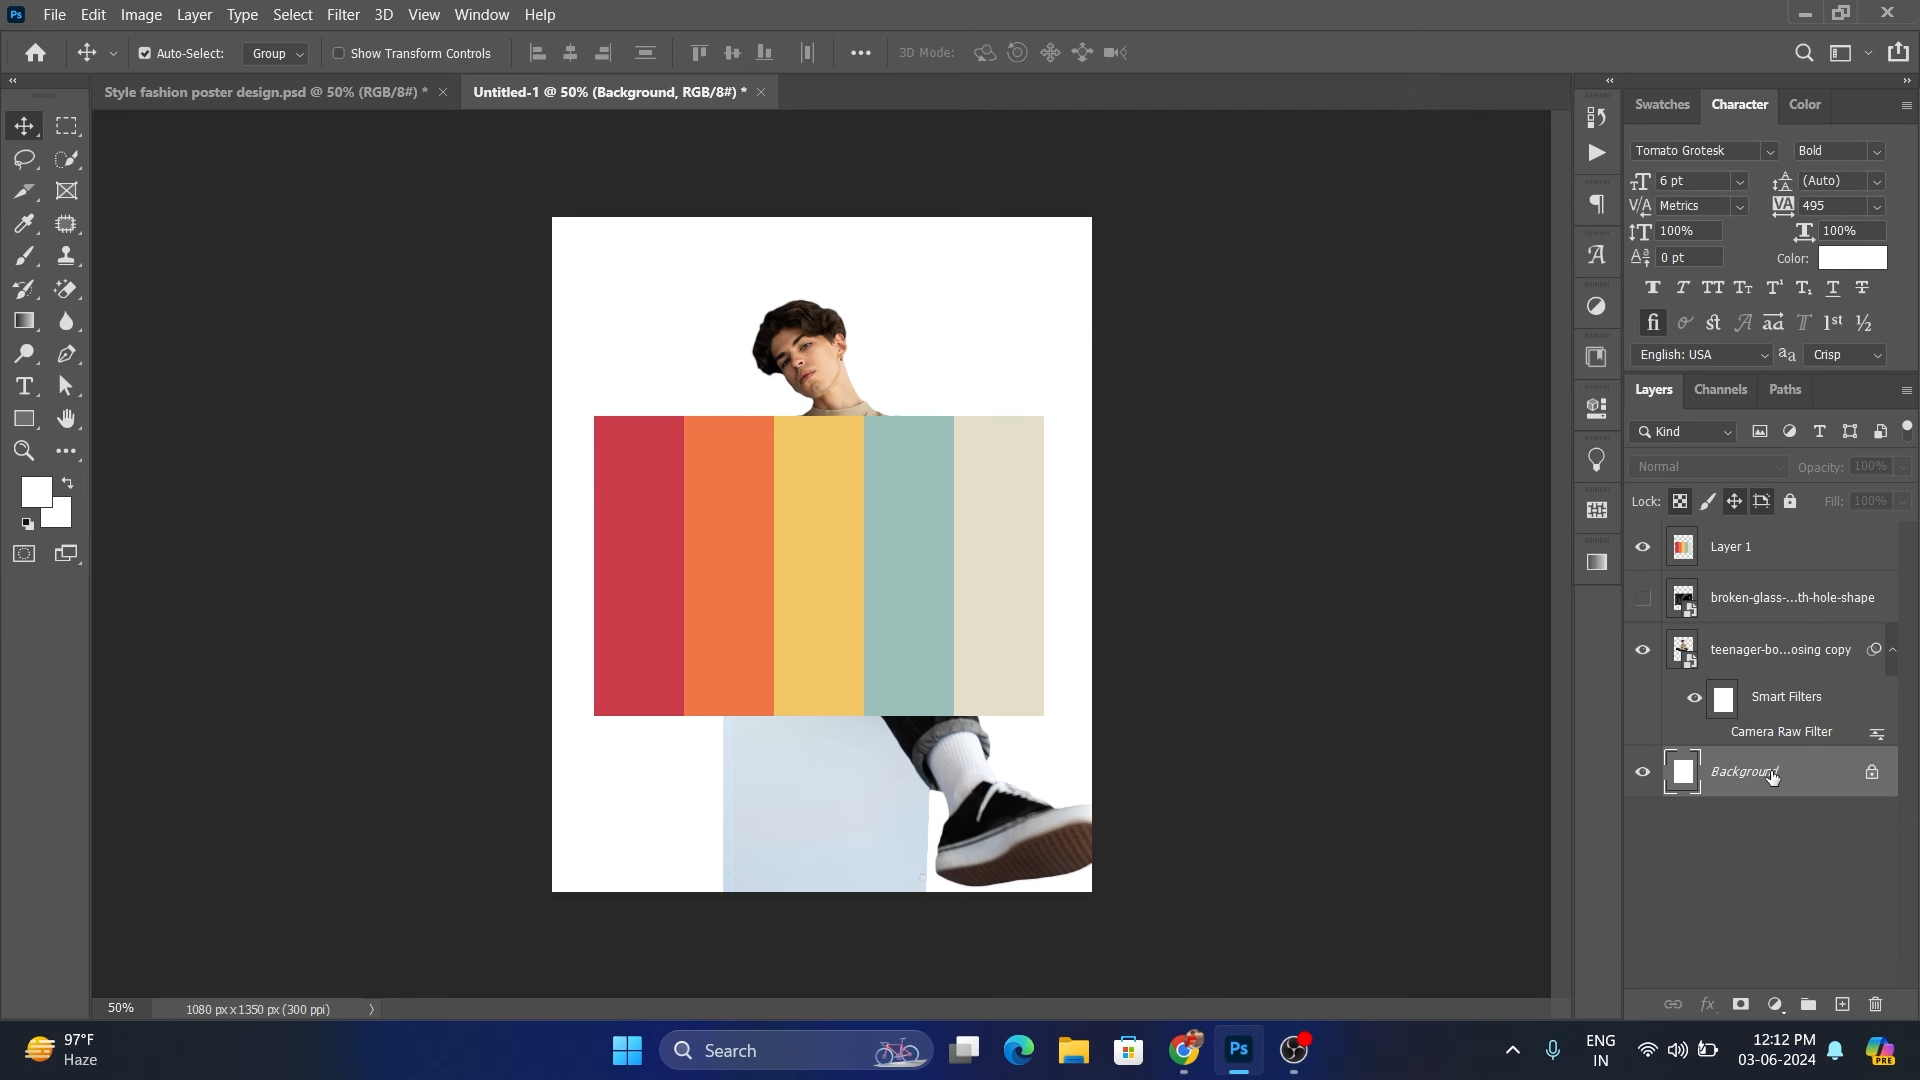 Ps File Edit Image Layer Type Select Filter 3D View Window Help
Auto-Select: Group Show Transform Controls 3D Mode:
Style fashion poster design.psd @ 50% (RGB/8#) *
Untitled-1 @ 50% (Background, RGB/8#) *
Swatches Character Color
Tomato Grotesk Bold
6 pt (Auto)
Metrics 495
100% 100%
0 pt Color:
English: USA Crisp
Layers Channels Paths
Kind
Normal Opacity: 100%
Lock: Fill: 100%
Layer 1
broken-glass-...th-hole-shape
teenager-bo...osing copy
Smart Filters
Camera Raw Filter
Background
50% 1080 px x 1350 px (300 ppi)
97°F
Haze
Search
Ps
ENG
IN
12:12 PM
03-06-2024
PRE